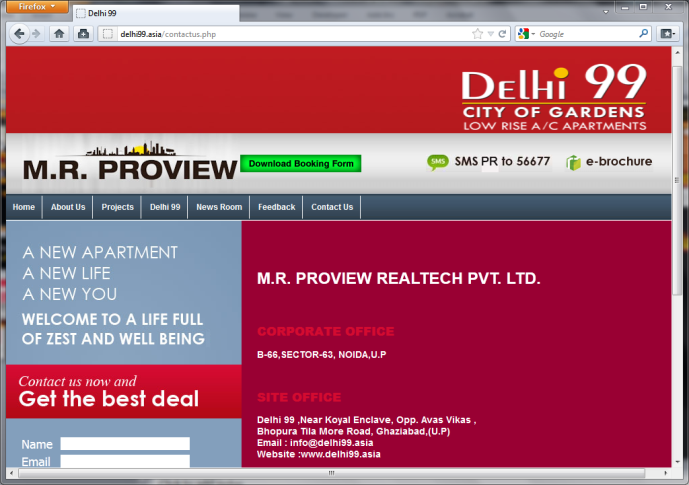 Firefox
Delhi 99
delhi99.asia/contactus.php
Google
DELHI 99
CITY OF GARDENS
LOW RISE A/C APARTMENTS
M.R. PROVIEW
Download Booking Form
SMS
SMS PR to 56677
e-brochure
Home
About Us
Projects
Delhi 99
News Room
Feedback
Contact Us
A NEW APARTMENT
A NEW LIFE
A NEW YOU
WELCOME TO A LIFE FULL
OF ZEST AND WELL BEING
Contact us now and
Get the best deal
Name
Email
M.R. PROVIEW REALTECH PVT. LTD.
CORPORATE OFFICE
B-66,SECTOR-63, NOIDA,U.P
SITE OFFICE
Delhi 99 ,Near Koyal Enclave, Opp. Avas Vikas ,
Bhopura Tila More Road, Ghaziabad,(U.P)
Email : info@delhi99.asia
Website :www.delhi99.asia